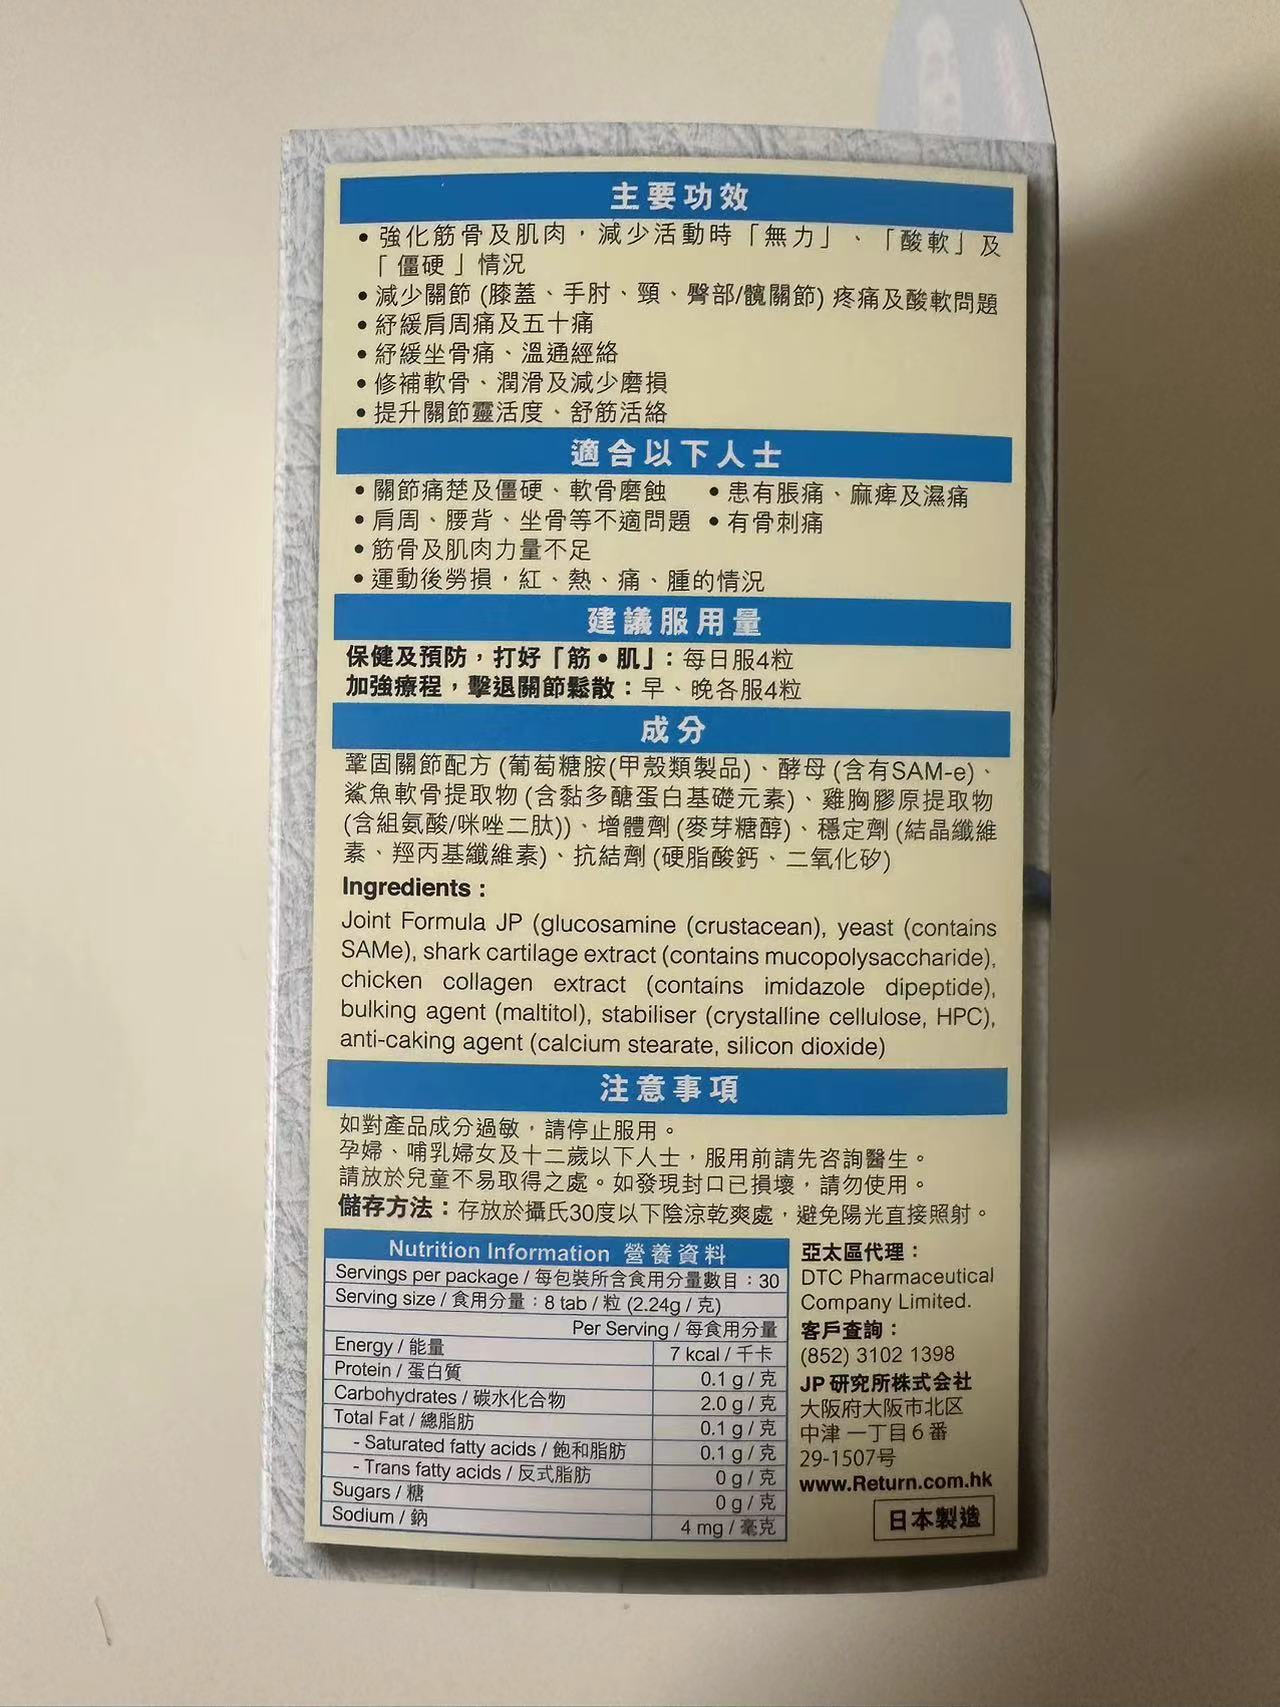 主要功效
• 強化筋骨及肌肉，減少活動時「無力」、「酸軟」及
「僵硬」情況
• 減少關節 (膝蓋、手肘、頸、臀部/髖關節) 疼痛及酸軟問題
• 紓緩肩周痛及五十痛
• 紓緩坐骨痛、溫通經絡
• 修補軟骨、潤滑及減少磨損
• 提升關節靈活度、舒筋活絡
適合以下人士
• 關節痛楚及僵硬、軟骨磨蝕 • 患有脹痛、麻痺及濕痛
• 肩周、腰背、坐骨等不適問題 • 有骨刺痛
• 筋骨及肌肉力量不足
• 運動後勞損，紅、熱、痛、腫的情況
建議服用量
保健及預防，打好「筋•肌」：每日服4粒
加強療程，擊退關節鬆散：早、晚各服4粒
成分
鞏固關節配方 (葡萄糖胺(甲殼類製品)、酵母 (含有SAM-e)、
鯊魚軟骨提取物 (含黏多醣蛋白基礎元素)、雞胸膠原提取物
(含組氨酸/咪唑二肽))、增體劑 (麥芽糖醇)、穩定劑 (結晶纖維
素、羥丙基纖維素)、抗結劑 (硬脂酸鈣、二氧化矽)
Ingredients :
Joint Formula JP (glucosamine (crustacean), yeast (contains
SAMe), shark cartilage extract (contains mucopolysaccharide),
chicken collagen extract (contains imidazole dipeptide),
bulking agent (maltitol), stabiliser (crystalline cellulose, HPC),
anti-caking agent (calcium stearate, silicon dioxide)
注意事項
如對產品成分過敏，請停止服用。
孕婦、哺乳婦女及十二歲以下人士，服用前請先咨詢醫生。
請放於兒童不易取得之處。如發現封口已損壞，請勿使用。
儲存方法：存放於攝氏30度以下陰涼乾爽處，避免陽光直接照射。
Nutrition Information 營養資料
Servings per package / 每包裝所含食用分量數目：30
Serving size / 食用分量：8 tab / 粒 (2.24g / 克)
Per Serving / 每食用分量
Energy / 能量 7 kcal / 千卡
Protein / 蛋白質 0.1 g / 克
Carbohydrates / 碳水化合物 2.0 g / 克
Total Fat / 總脂肪 0.1 g / 克
- Saturated fatty acids / 飽和脂肪 0.1 g / 克
- Trans fatty acids / 反式脂肪 0 g / 克
Sugars / 糖 0 g / 克
Sodium / 鈉 4 mg / 毫克
亞太區代理：
DTC Pharmaceutical
Company Limited.
客戶查詢：
(852) 3102 1398
JP 研究所株式会社
大阪府大阪市北区
中津 一丁目6番
29-1507号
www.Return.com.hk
日本製造